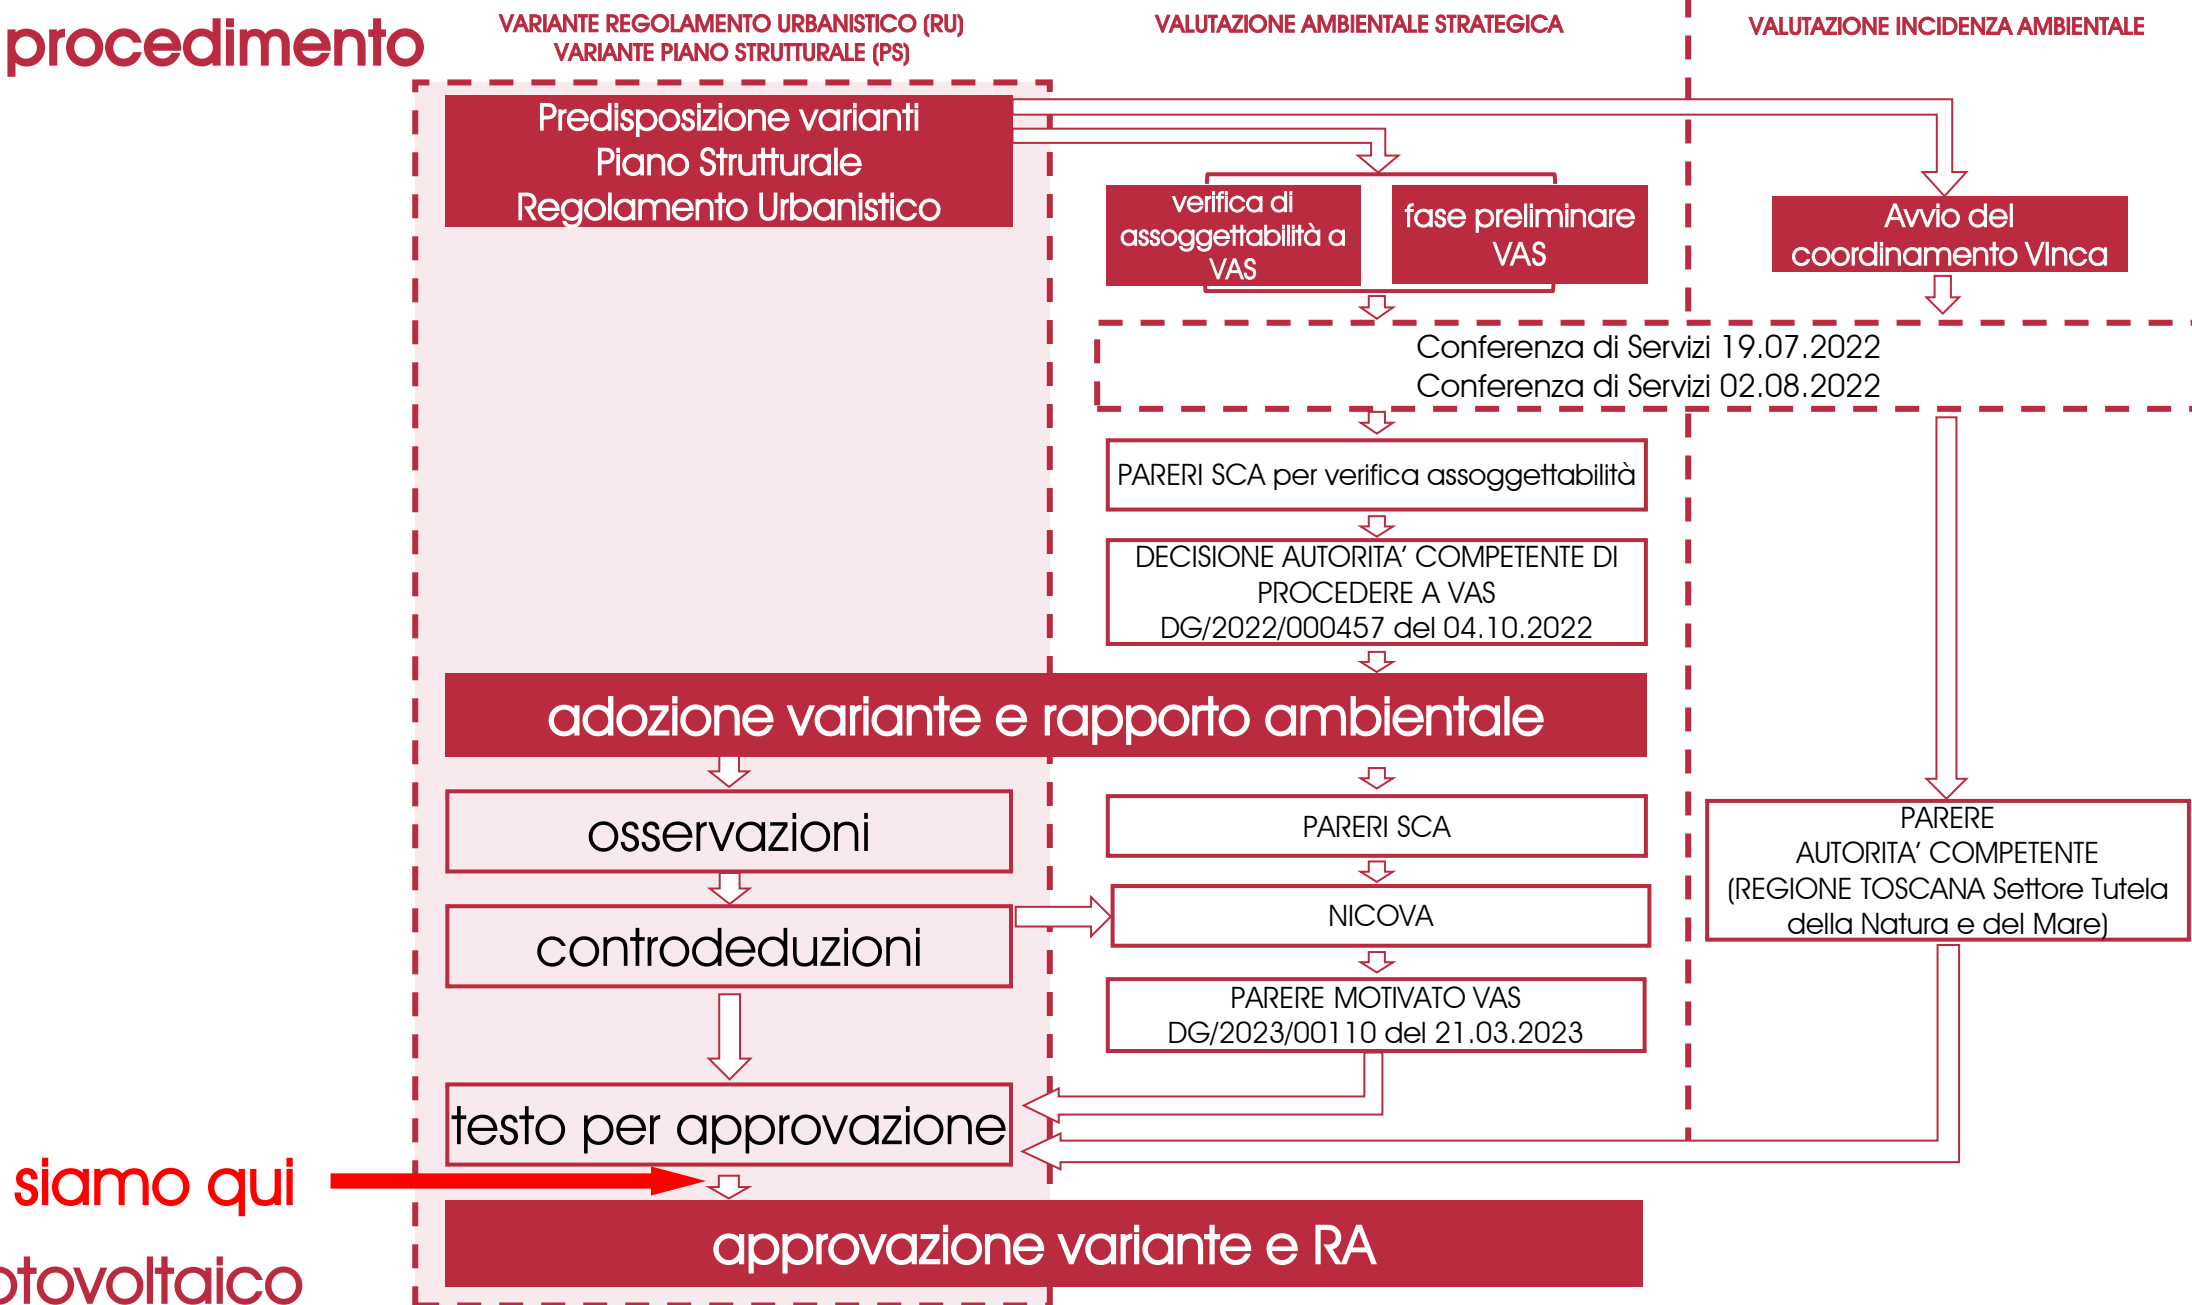 procedimento
VARIANTE REGOLAMENTO URBANISTICO (RU)
VARIANTE PIANO STRUTTURALE (PS)
VALUTAZIONE AMBIENTALE STRATEGICA
VALUTAZIONE INCIDENZA AMBIENTALE
Predisposizione varianti
Piano Strutturale
Regolamento Urbanistico
verifica di
assoggettabilità a
VAS
fase preliminare
VAS
Avvio del
coordinamento VInca
Conferenza di Servizi 19.07.2022
Conferenza di Servizi 02.08.2022
PARERI SCA per verifica assoggettabilità
DECISIONE AUTORITA' COMPETENTE DI
PROCEDERE A VAS
DG/2022/000457 del 04.10.2022
adozione variante e rapporto ambientale
osservazioni
PARERI SCA
PARERE
AUTORITA' COMPETENTE
(REGIONE TOSCANA Settore Tutela
della Natura e del Mare)
controdeduzioni
NICOVA
PARERE MOTIVATO VAS
DG/2023/00110 del 21.03.2023
testo per approvazione
siamo qui
approvazione variante e RA
otovoltaico